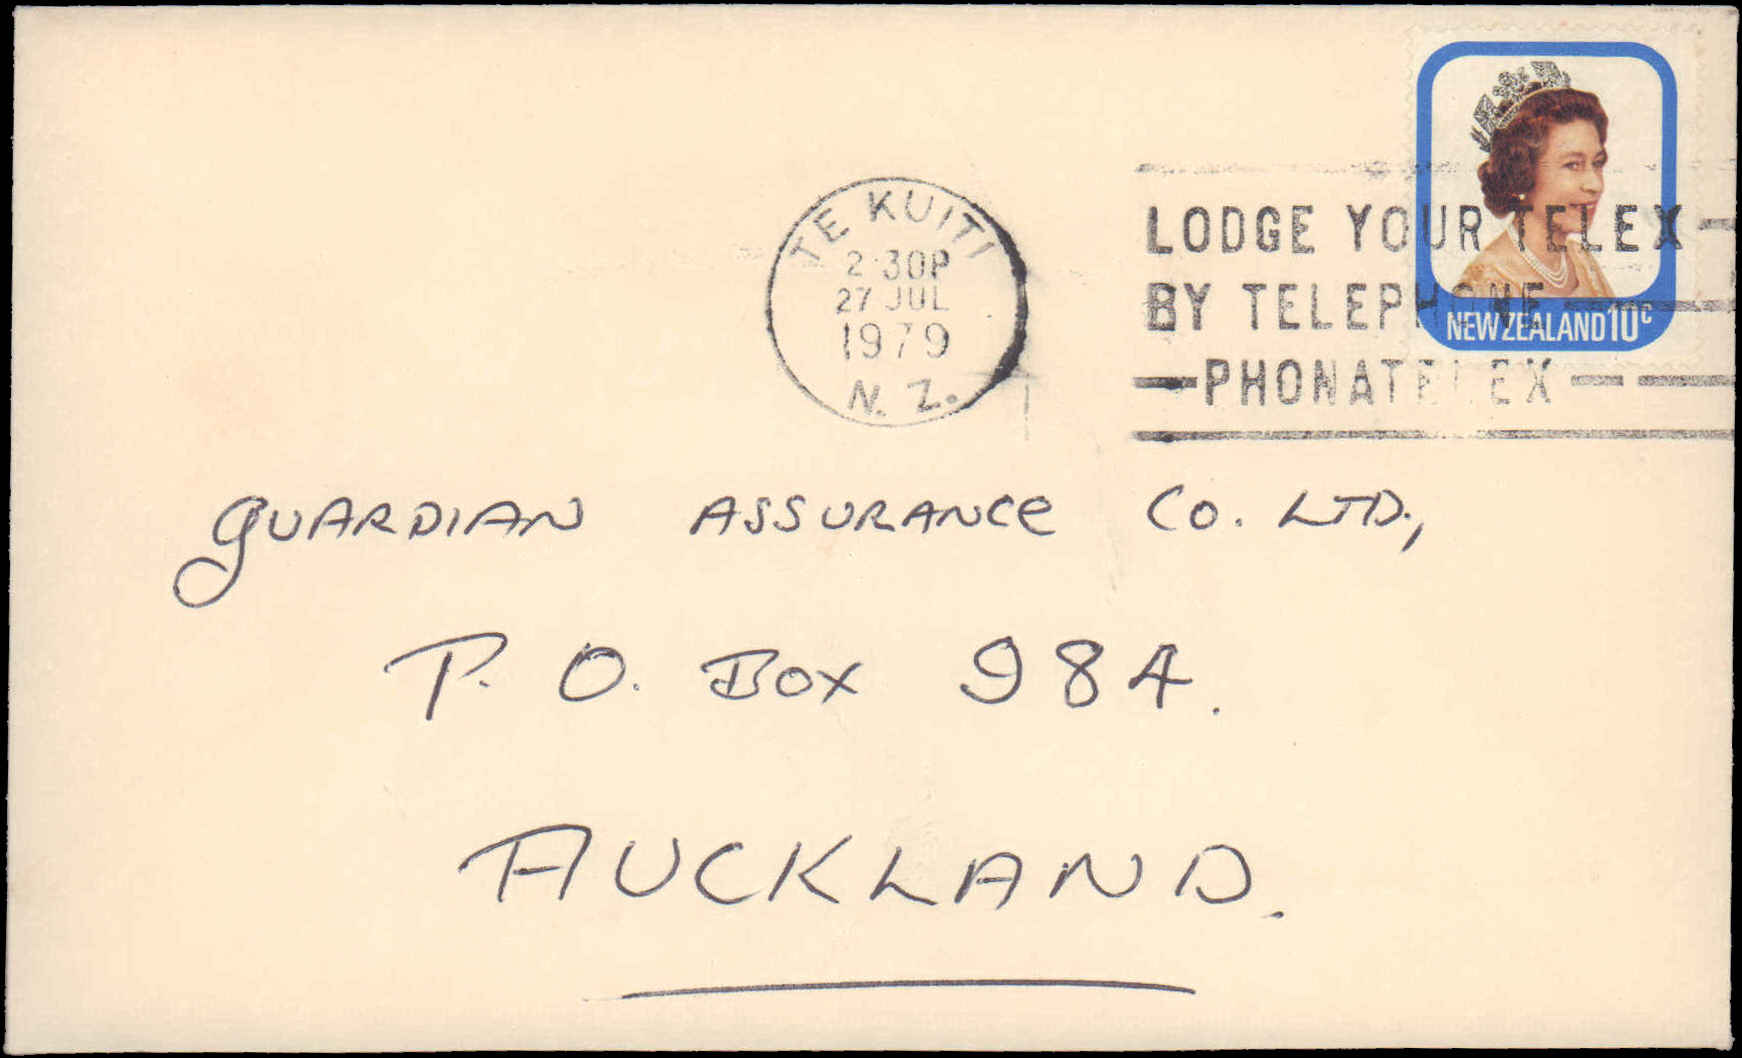 TE KUITI
2·30P
27 JUL
1979
N. Z.
LODGE YOUR TELEX
BY TELEPHONE
PHONATELEX
NEW ZEALAND 10c
GUARDIAN ASSURANCE CO. LTD.,
P. O. BOX 984.
AUCKLAND.